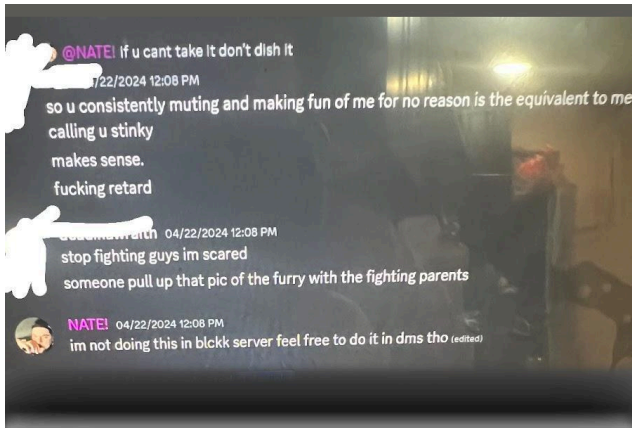 @NATE! If u cant take it don't dish it
/22/2024 12:08 PM
so u consistently muting and making fun of me for no reason is the equivalent to me
calling u stinky
makes sense.
fucking retard
04/22/2024 12:08 PM
stop fighting guys im scared
someone pull up that pic of the furry with the fighting parents
NATE! 04/22/2024 12:08 PM
im not doing this in blckk server feel free to do it in dms tho (edited)